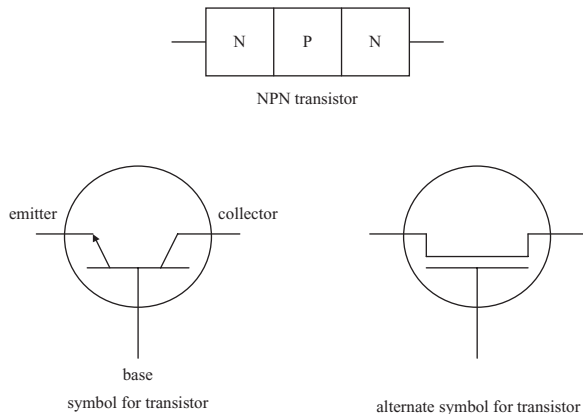 N P N
NPN transistor
emitter collector
base
symbol for transistor
alternate symbol for transistor